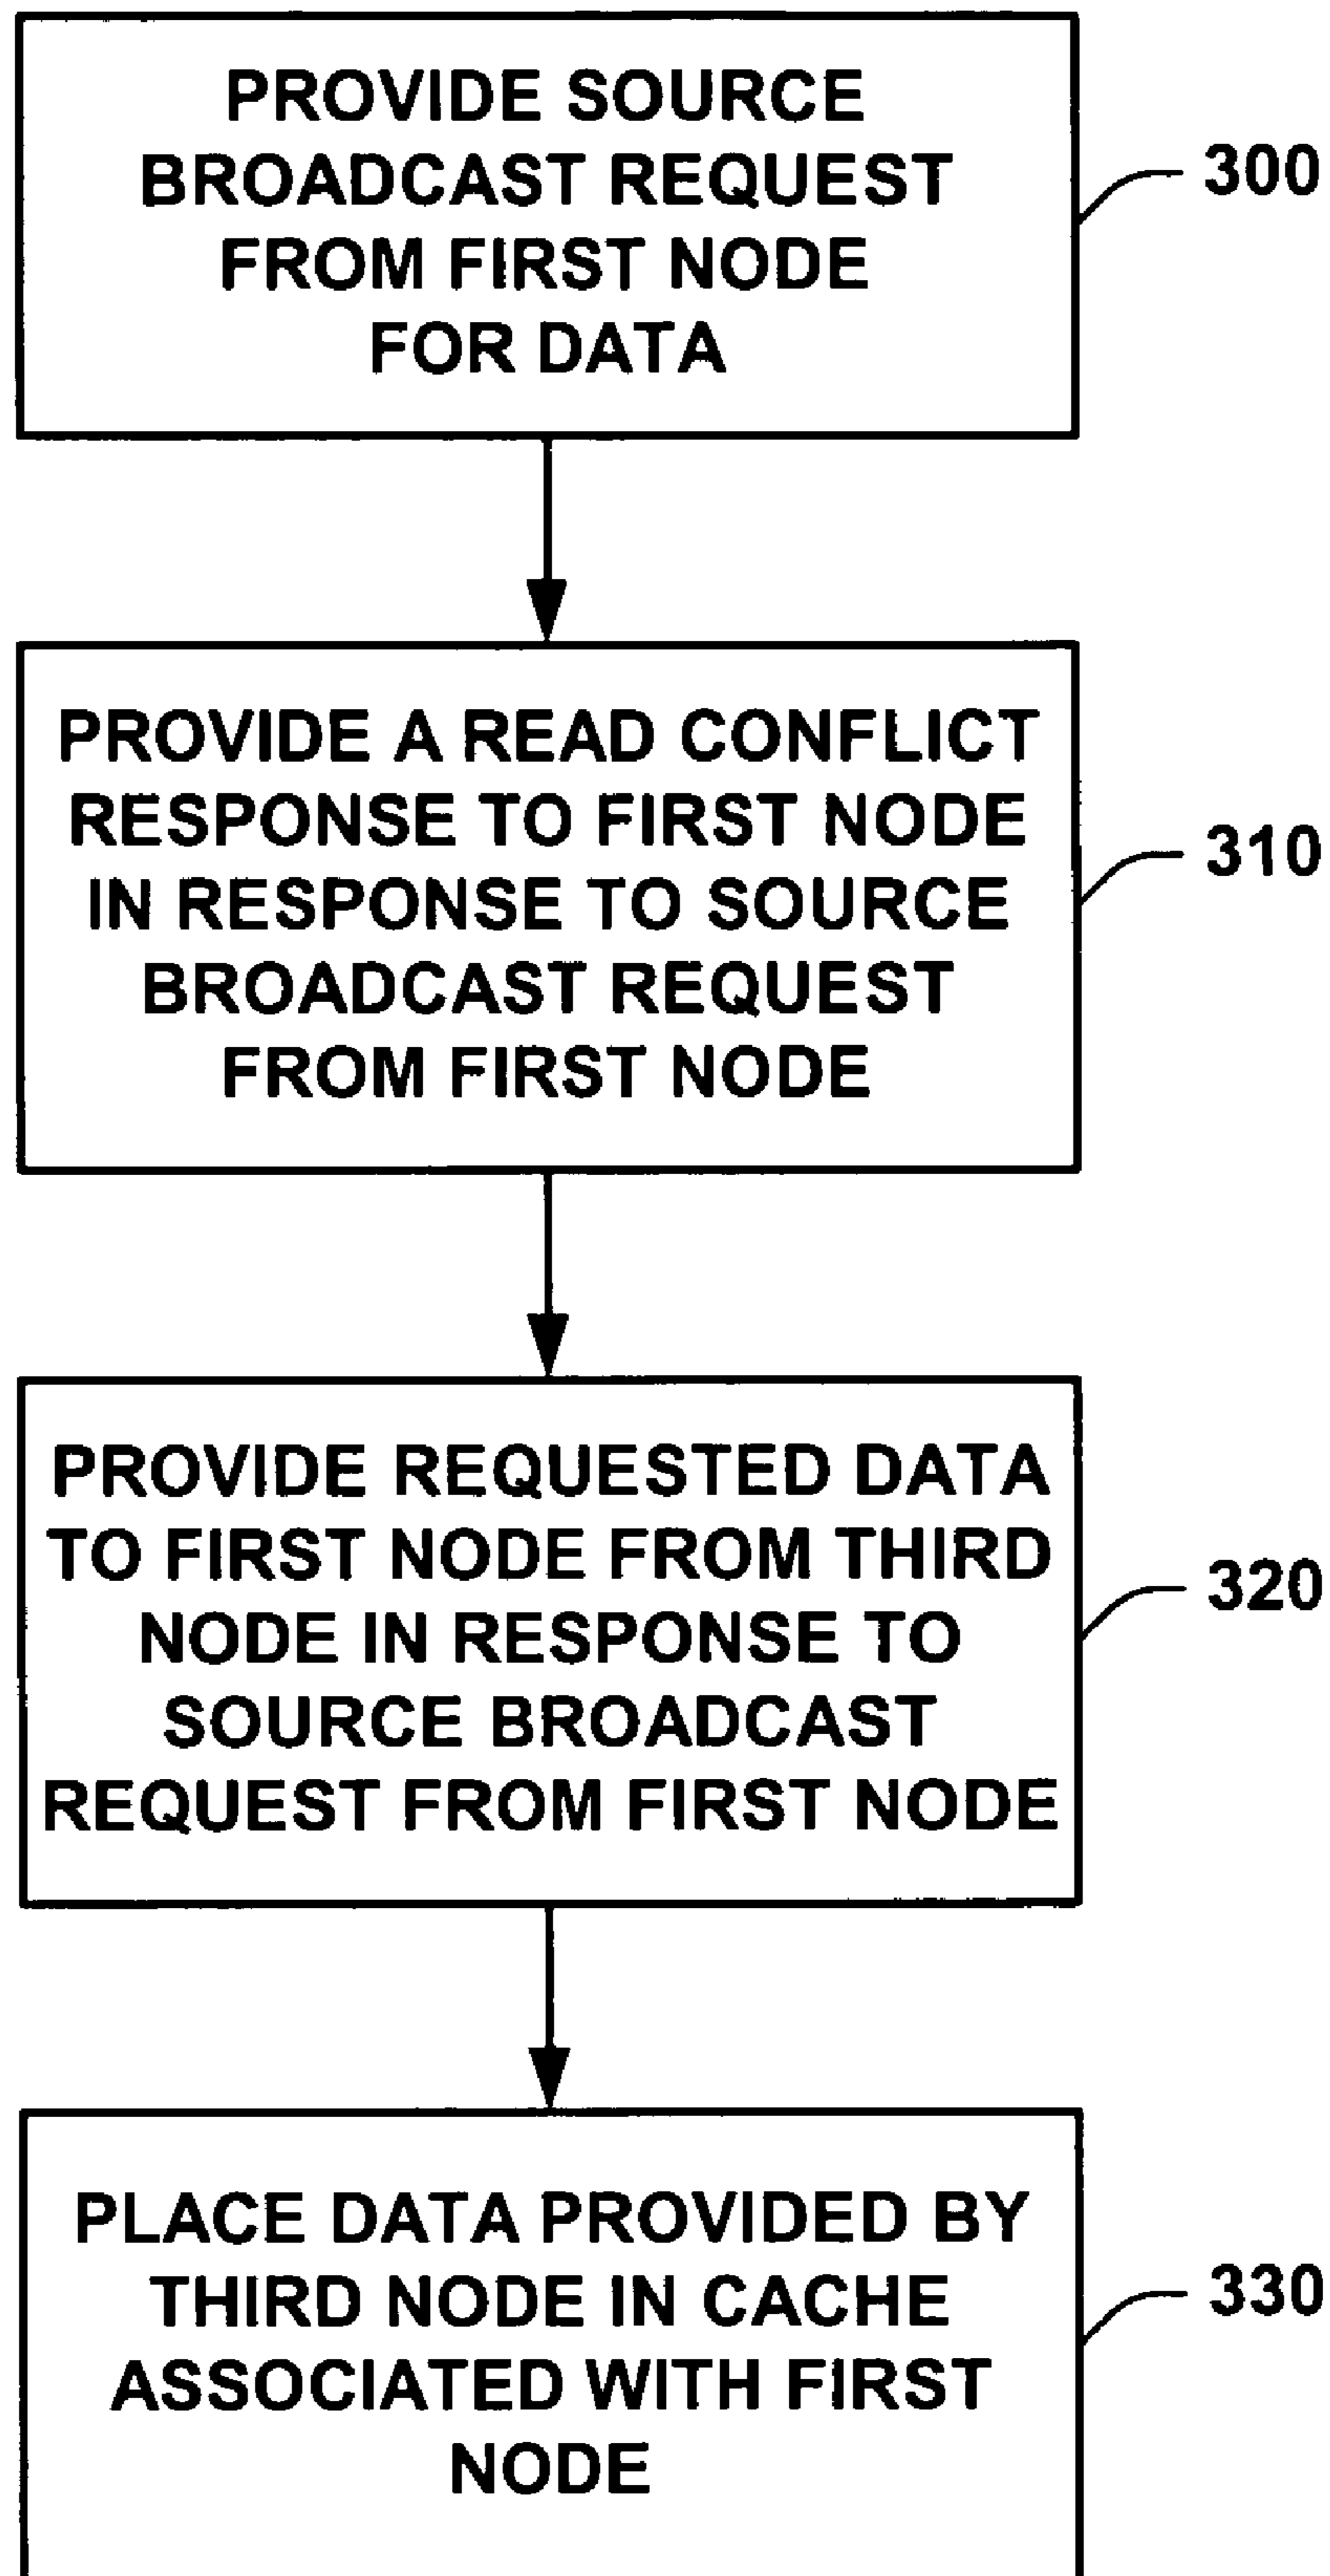 PROVIDE SOURCE
BROADCAST REQUEST
FROM FIRST NODE
FOR DATA
300
PROVIDE A READ CONFLICT
RESPONSE TO FIRST NODE
IN RESPONSE TO SOURCE
BROADCAST REQUEST
FROM FIRST NODE
310
PROVIDE REQUESTED DATA
TO FIRST NODE FROM THIRD
NODE IN RESPONSE TO
SOURCE BROADCAST
REQUEST FROM FIRST NODE
320
PLACE DATA PROVIDED BY
THIRD NODE IN CACHE
ASSOCIATED WITH FIRST
NODE
330